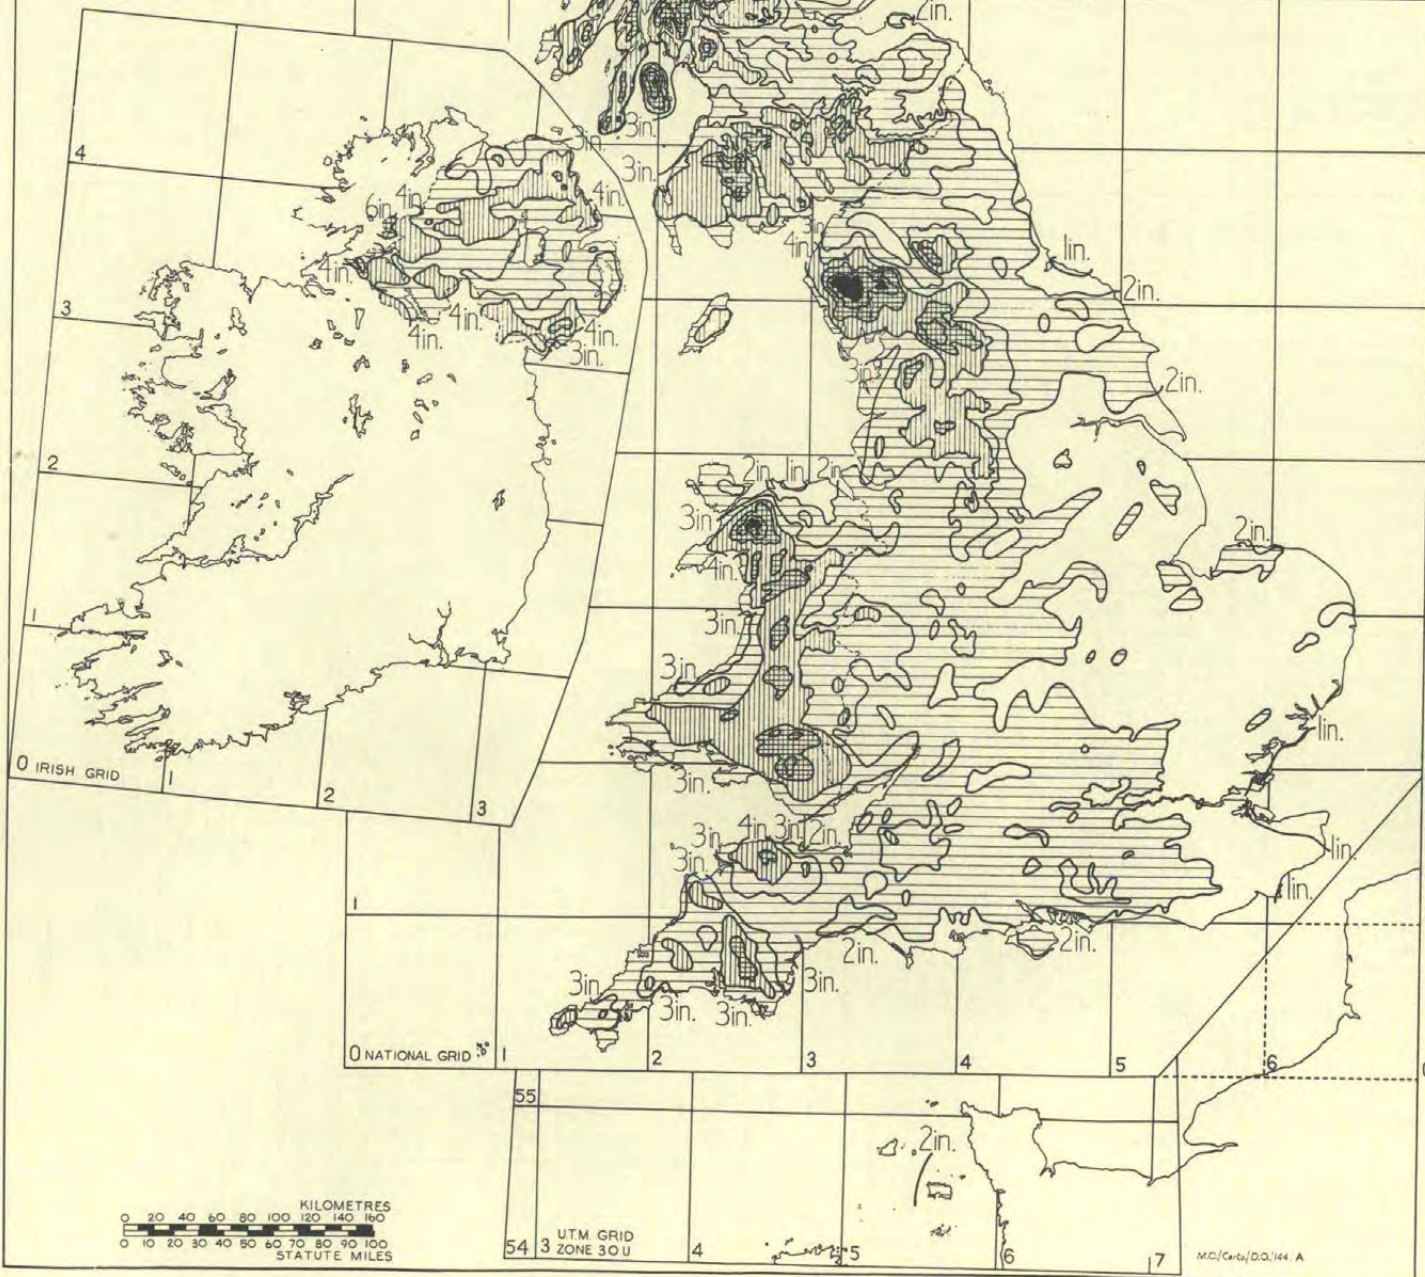 2in.
3in.
3in.
3in.
3in.
4
4in.
4in.
6in.
3in.
4in.
1in.
4in.
2in.
3
4in.
4in.
4in.
3in.
3in.
2in.
2
2in. 1in. 2in.
3in.
2in.
4in.
1
3in.
3in.
1in.
0 IRISH GRID
1
2
3
3in.
3in. 4in. 3in. 2in.
3in.
1in.
1in.
1
2in.
2in.
3in.
3in.
3in. 3in.
0 NATIONAL GRID
1
2
3
4
5
6
55
2in.
KILOMETRES
0 20 40 60 80 100 120 140 160
0 10 20 30 40 50 60 70 80 90 100
STATUTE MILES
54 3 U.T.M. GRID
ZONE 30 U
4
5
6
7
M.O./Carto/D.O.144.A